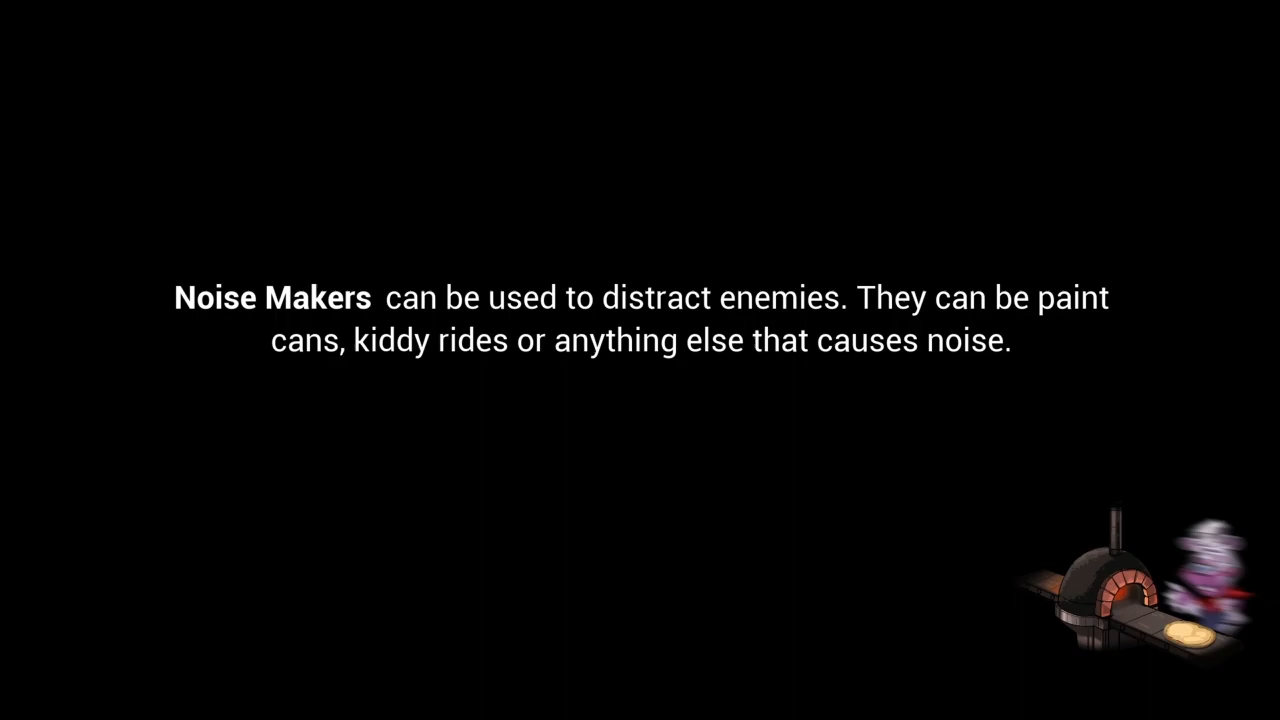 Noise Makers can be used to distract enemies. They can be paint
cans, kiddy rides or anything else that causes noise.